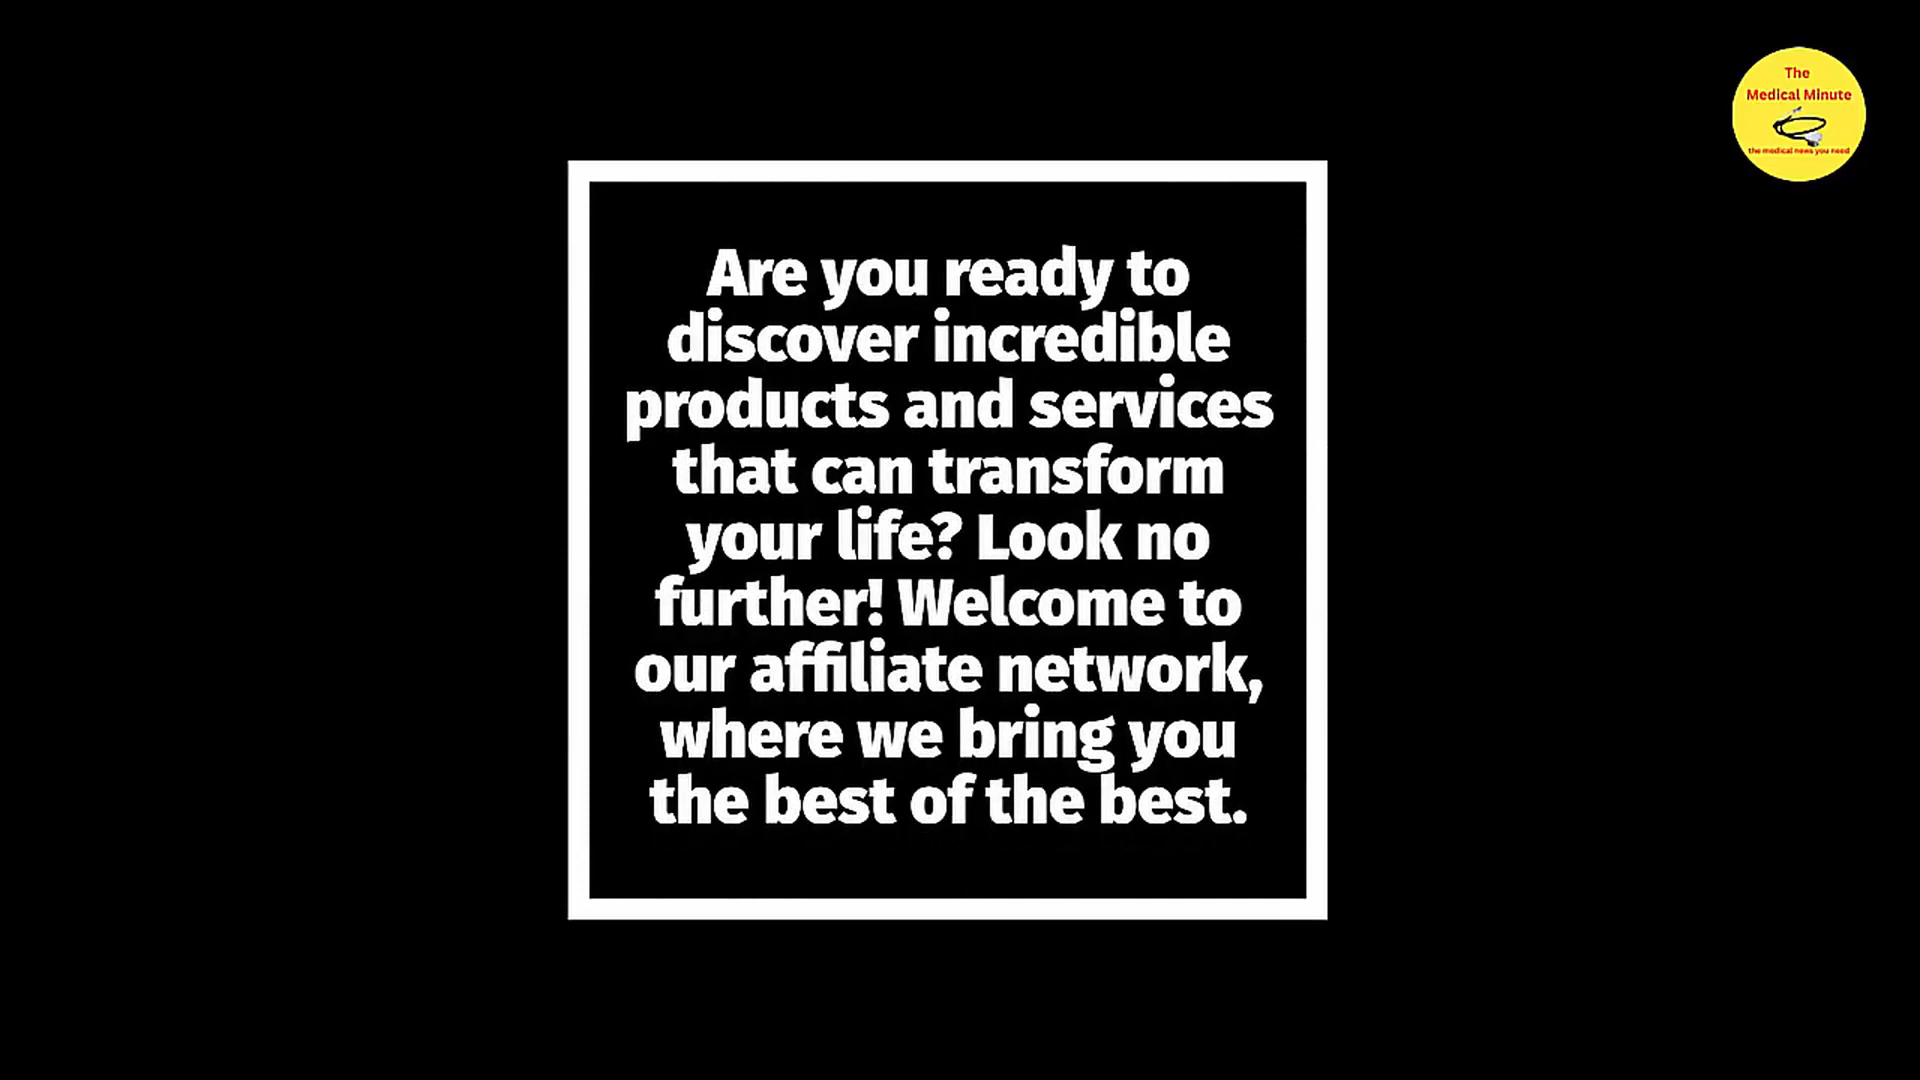 The
Medical Minute
the medical news you need
Are you ready to
discover incredible
products and services
that can transform
your life? Look no
further! Welcome to
our affiliate network,
where we bring you
the best of the best.